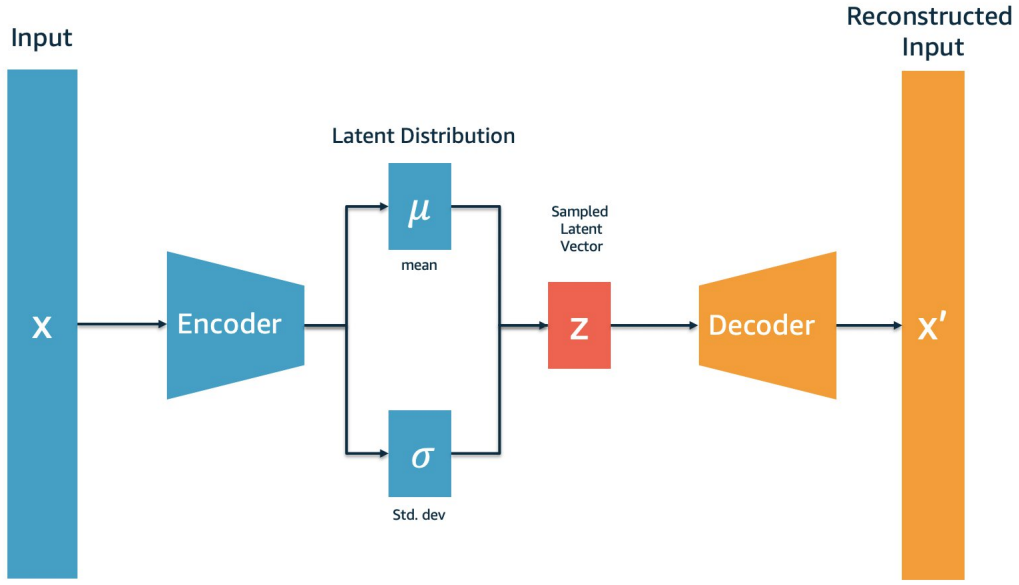 Input
Reconstructed
Input
Latent Distribution
μ
mean
Sampled
Latent
Vector
X
Encoder
Z
Decoder
X′
σ
Std. dev